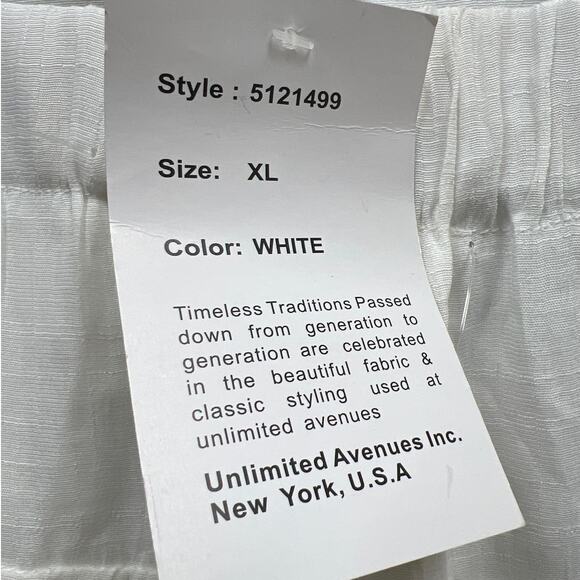 Style : 5121499
Size: XL
Color: WHITE
Timeless Traditions Passed
down from generation to
generation are celebrated
in the beautiful fabric &
classic styling used at
unlimited avenues
Unlimited Avenues Inc.
New York, U.S.A